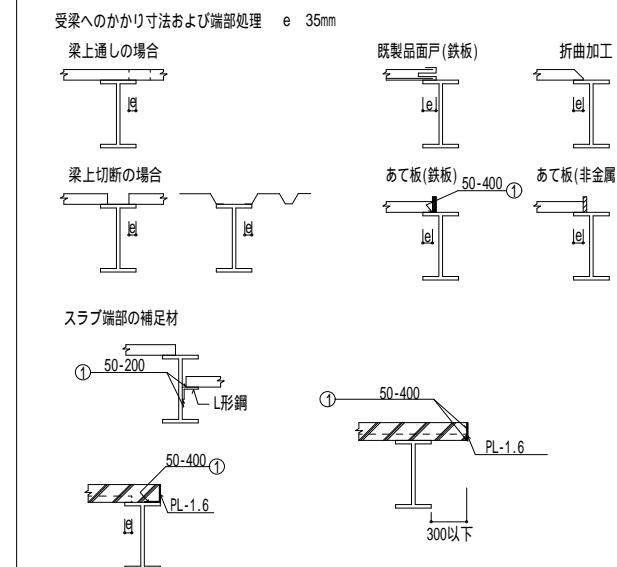 受梁へのかかり寸法および端部処理 e 35mm
梁上通しの場合
既製品面戸(鉄板)
折曲加工
e
e
e
梁上切断の場合
あて板(鉄板)
50-400 ①
あて板(非金属
e
e
e
e
スラブ端部の補足材
① 50-200
L形鋼
① 50-400
PL-1.6
50-400 ①
PL-1.6
e
300以下